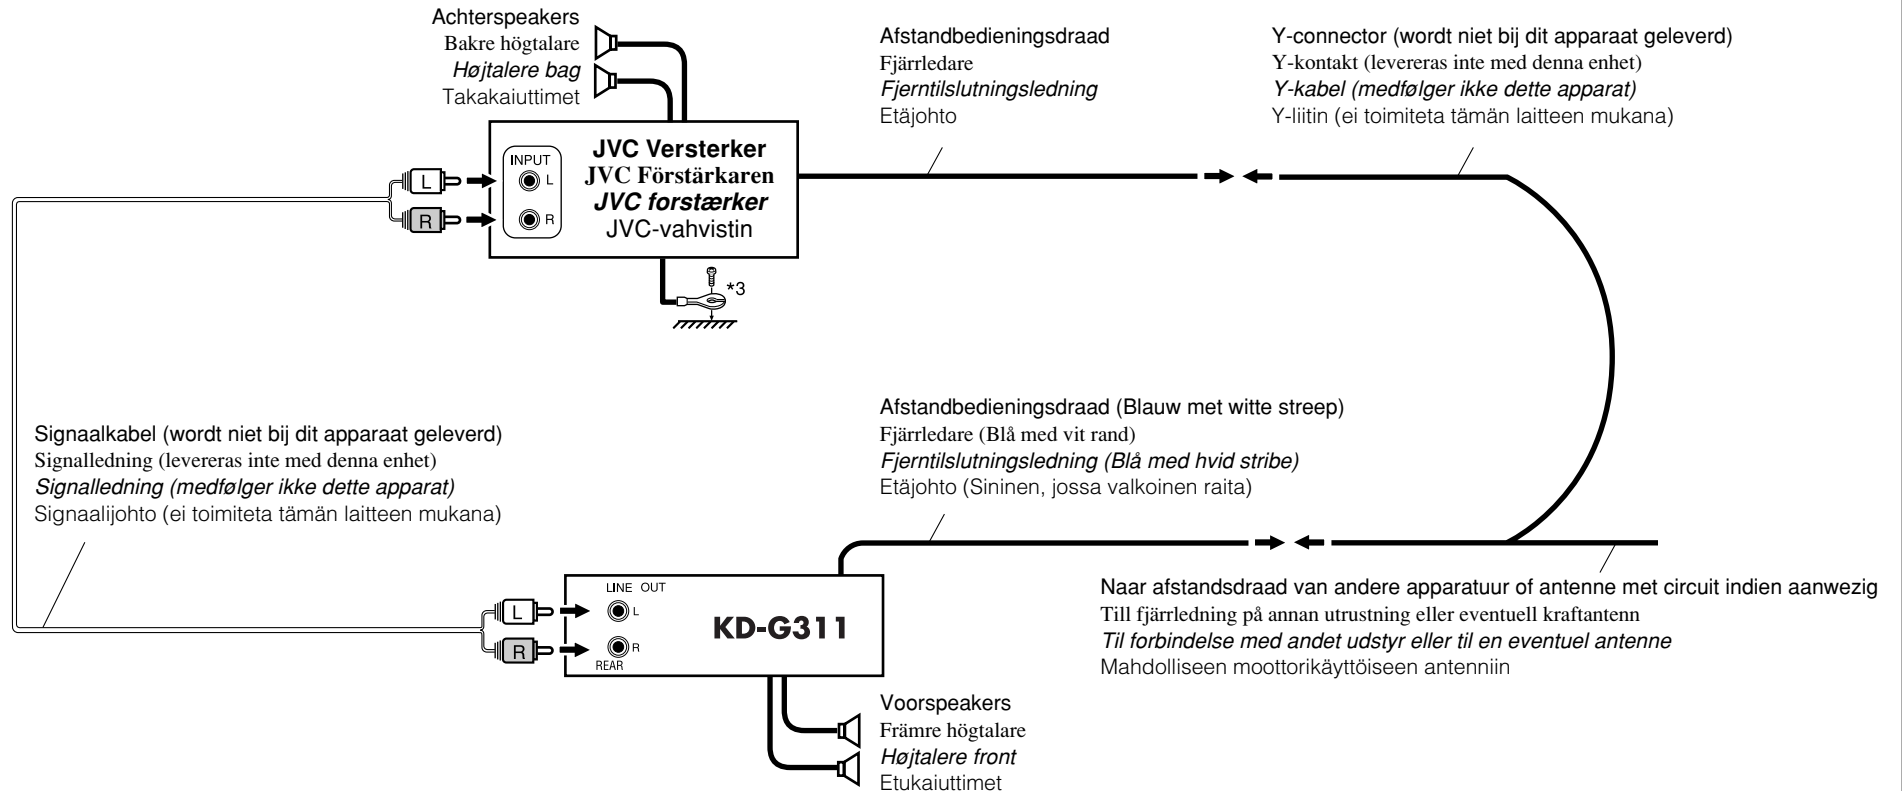 Achterspeakers
Bakre högtalare
Højtalere bag
Takakaiuttimet
Afstandbedieningsdraad
Fjärrledare
Fjerntilslutningsledning
Etäjohto
Y-connector (wordt niet bij dit apparaat geleverd)
Y-kontakt (levereras inte med denna enhet)
Y-kabel (medfølger ikke dette apparat)
Y-liitin (ei toimiteta tämän laitteen mukana)
L
R
INPUT
L
R
JVC Versterker
JVC Förstärkaren
JVC forstærker
JVC-vahvistin
*3
Signaalkabel (wordt niet bij dit apparaat geleverd)
Signalledning (levereras inte med denna enhet)
Signalledning (medfølger ikke dette apparat)
Signaalijohto (ei toimiteta tämän laitteen mukana)
Afstandbedieningsdraad (Blauw met witte streep)
Fjärrledare (Blå med vit rand)
Fjerntilslutningsledning (Blå med hvid stribe)
Etäjohto (Sininen, jossa valkoinen raita)
L
R
LINE OUT
L
R
REAR
KD-G311
Naar afstandsdraad van andere apparatuur of antenne met circuit indien aanwezig
Till fjärrledning på annan utrustning eller eventuell kraftantenn
Til forbindelse med andet udstyr eller til en eventuel antenne
Mahdolliseen moottorikäyttöiseen antenniin
Voorspeakers
Främre högtalare
Højtalere front
Etukaiuttimet